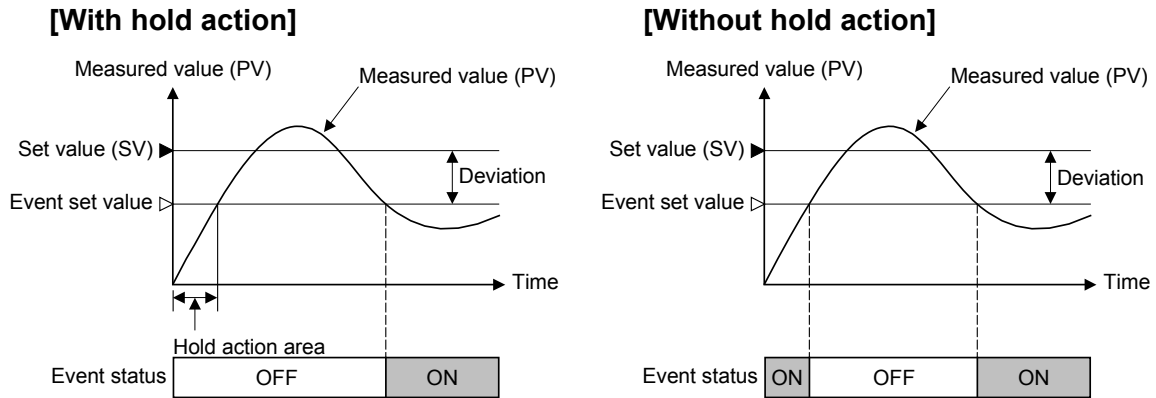 [With hold action]
Measured value (PV)
Measured value (PV)
Set value (SV)
Deviation
Event set value
Time
Hold action area
Event status
OFF
ON
[Without hold action]
Measured value (PV)
Measured value (PV)
Set value (SV)
Deviation
Event set value
Time
Event status
ON
OFF
ON